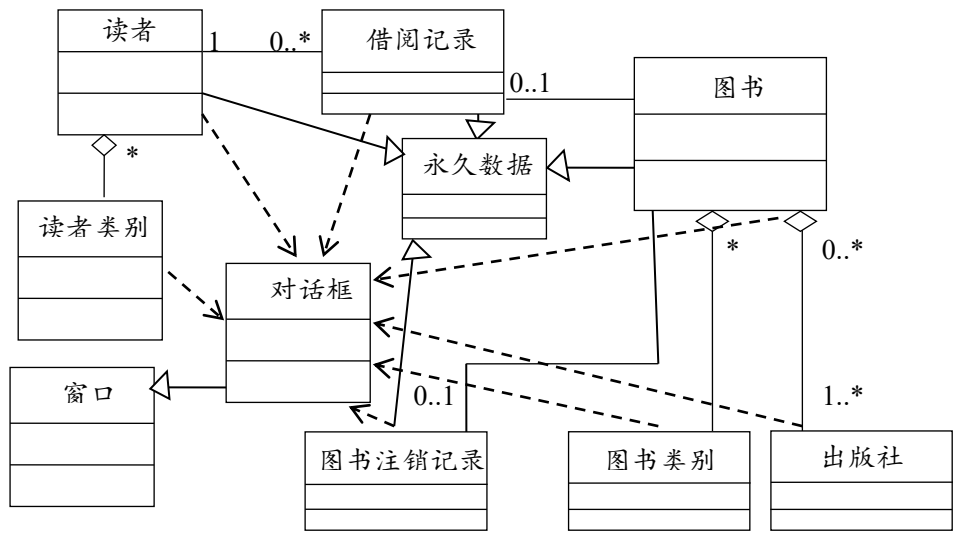 读者
1
0..*
借阅记录
0..1
图书
*
永久数据
读者类别
*
0..*
对话框
窗口
0..1
1..*
图书注销记录
图书类别
出版社